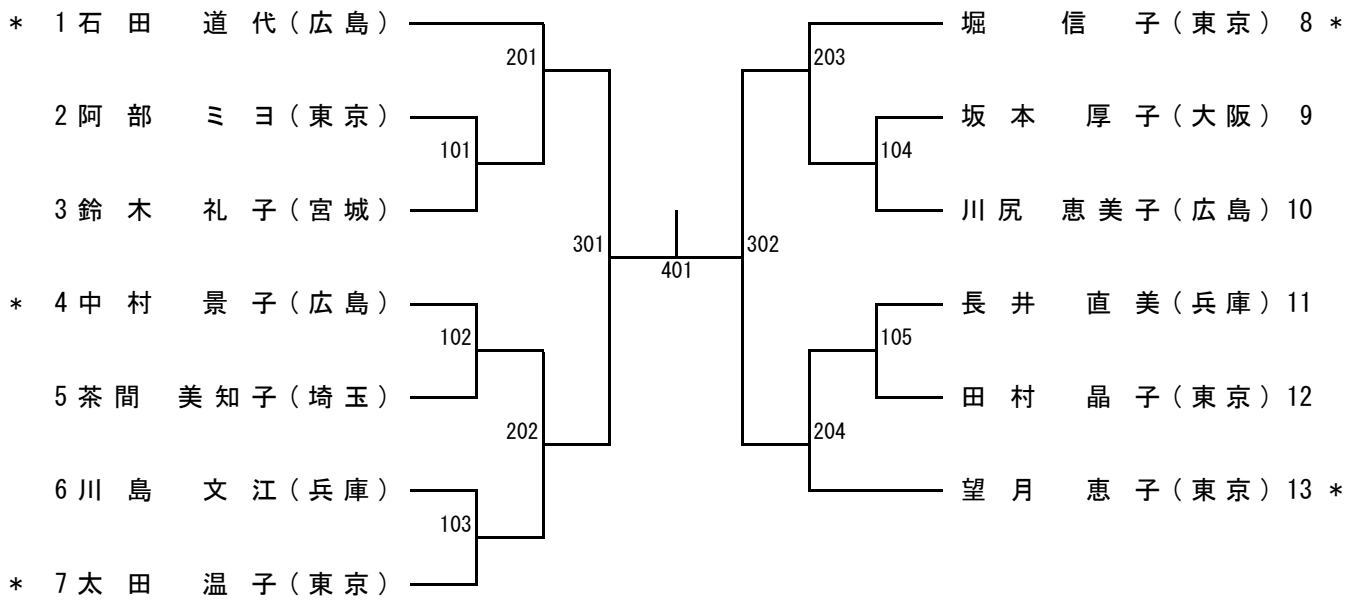 * 1 石田 道代 (広島)
201
2 阿部 ミヨ (東京)
101
3 鈴木 礼子 (宮城)
301
* 4 中村 景子 (広島)
102
5 茶間 美知子 (埼玉)
202
6 川島 文江 (兵庫)
103
* 7 太田 温子 (東京)
401
堀 信子 (東京) 8 *
203
坂本 厚子 (大阪) 9
104
川尻 恵美子 (広島) 10
302
長井 直美 (兵庫) 11
105
田村 晶子 (東京) 12
204
望月 恵子 (東京) 13 *